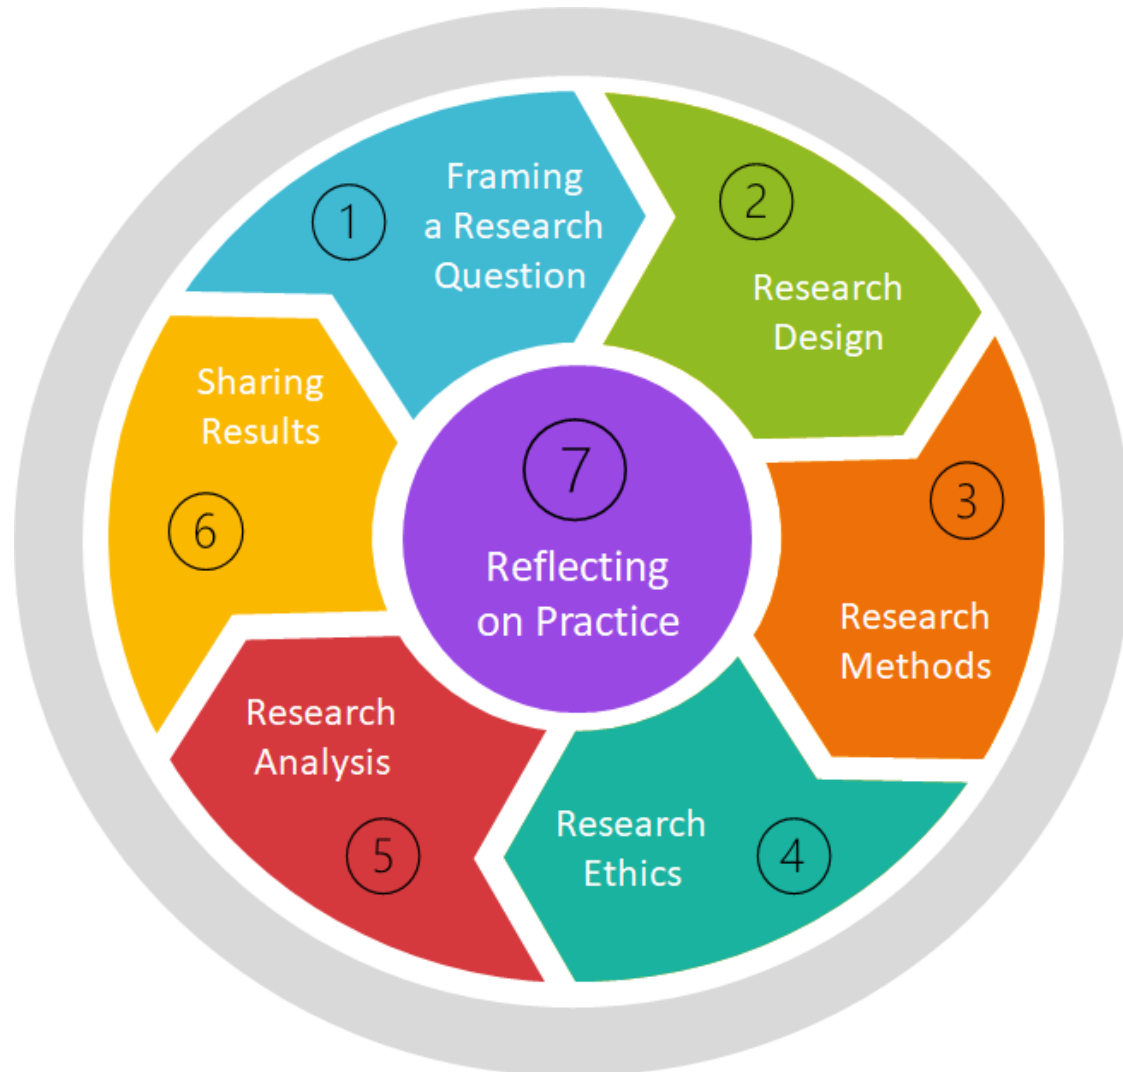 1
Framing
a Research
Question
2
Research
Design
3
Research
Methods
4
Research
Ethics
5
Research
Analysis
6
Sharing
Results
7
Reflecting
on Practice